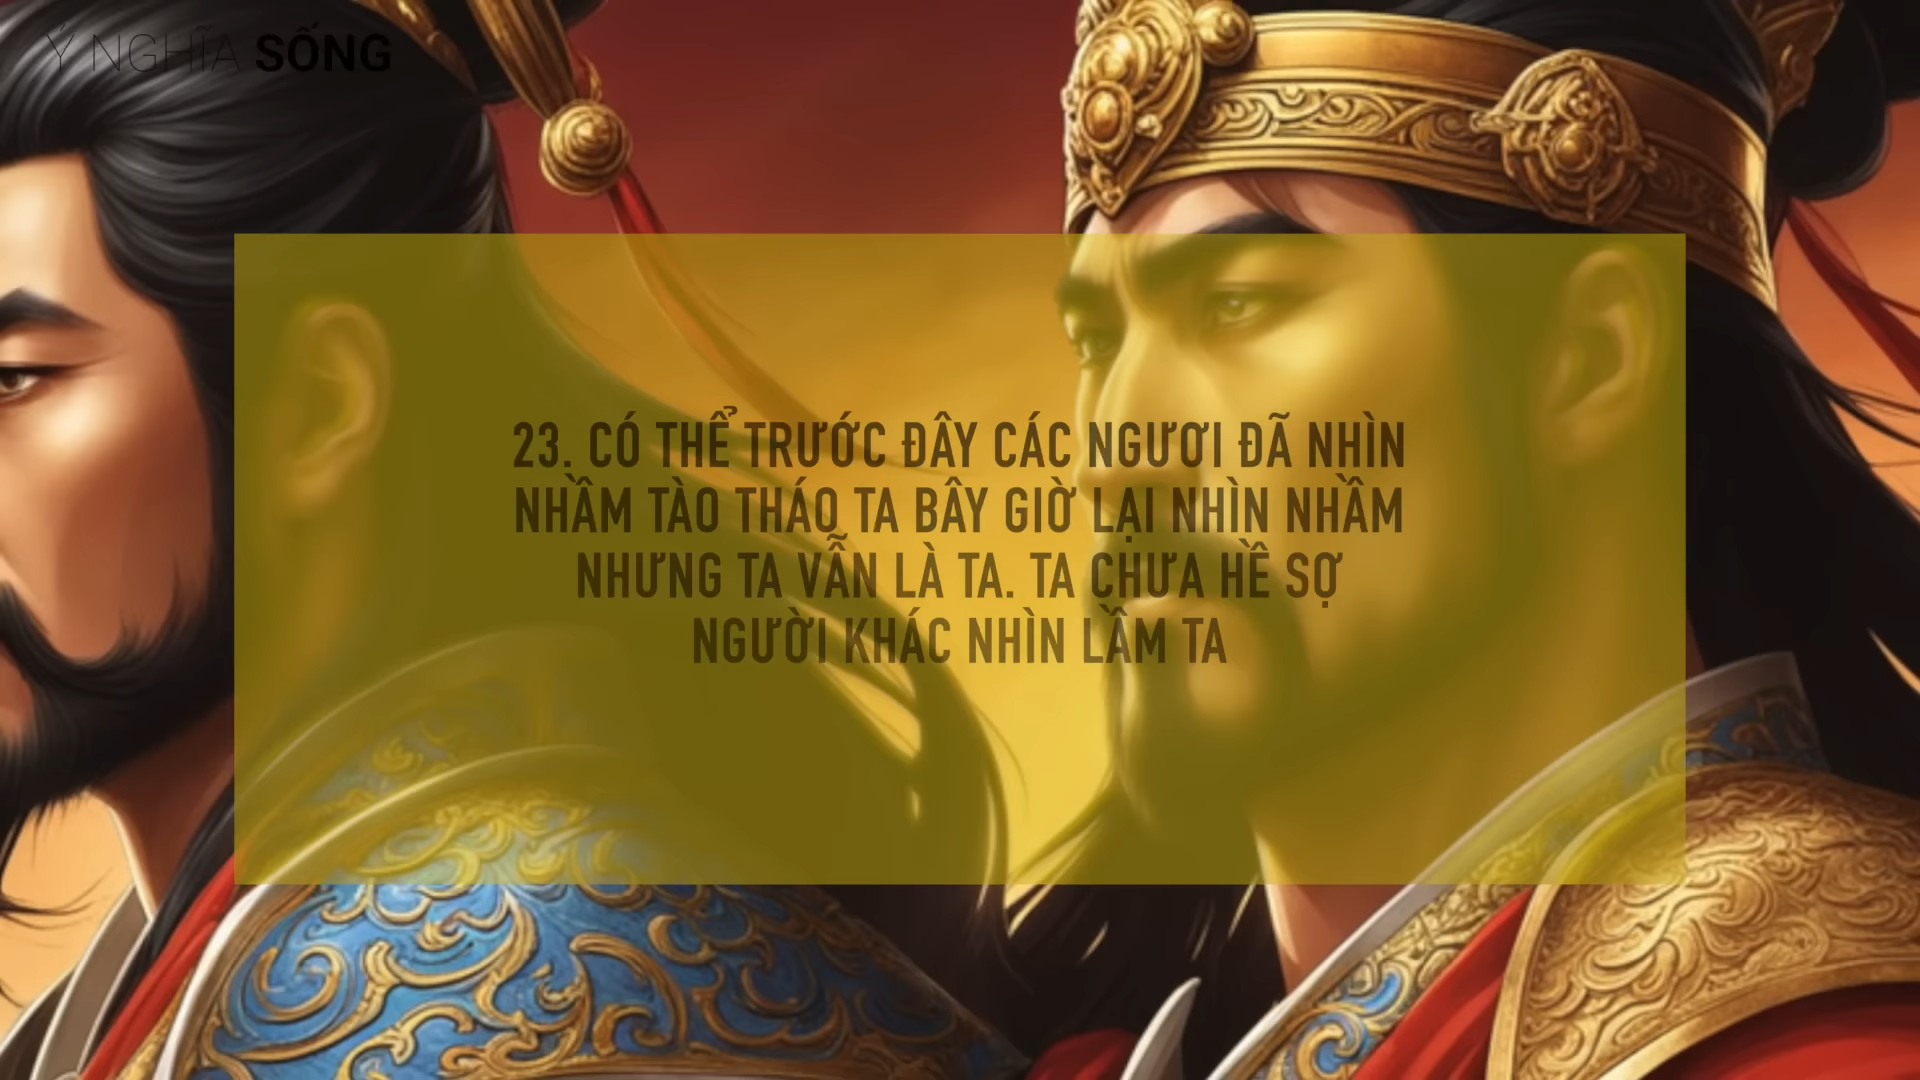 Ý NGHĨA SỐNG
23. CÓ THỂ TRƯỚC ĐÂY CÁC NGƯƠI ĐÃ NHÌN
NHẦM TÀO THÁO TA BÂY GIỜ LẠI NHÌN NHẦM
NHƯNG TA VẪN LÀ TA. TA CHƯA HỀ SỢ
NGƯỜI KHÁC NHÌN LẦM TA